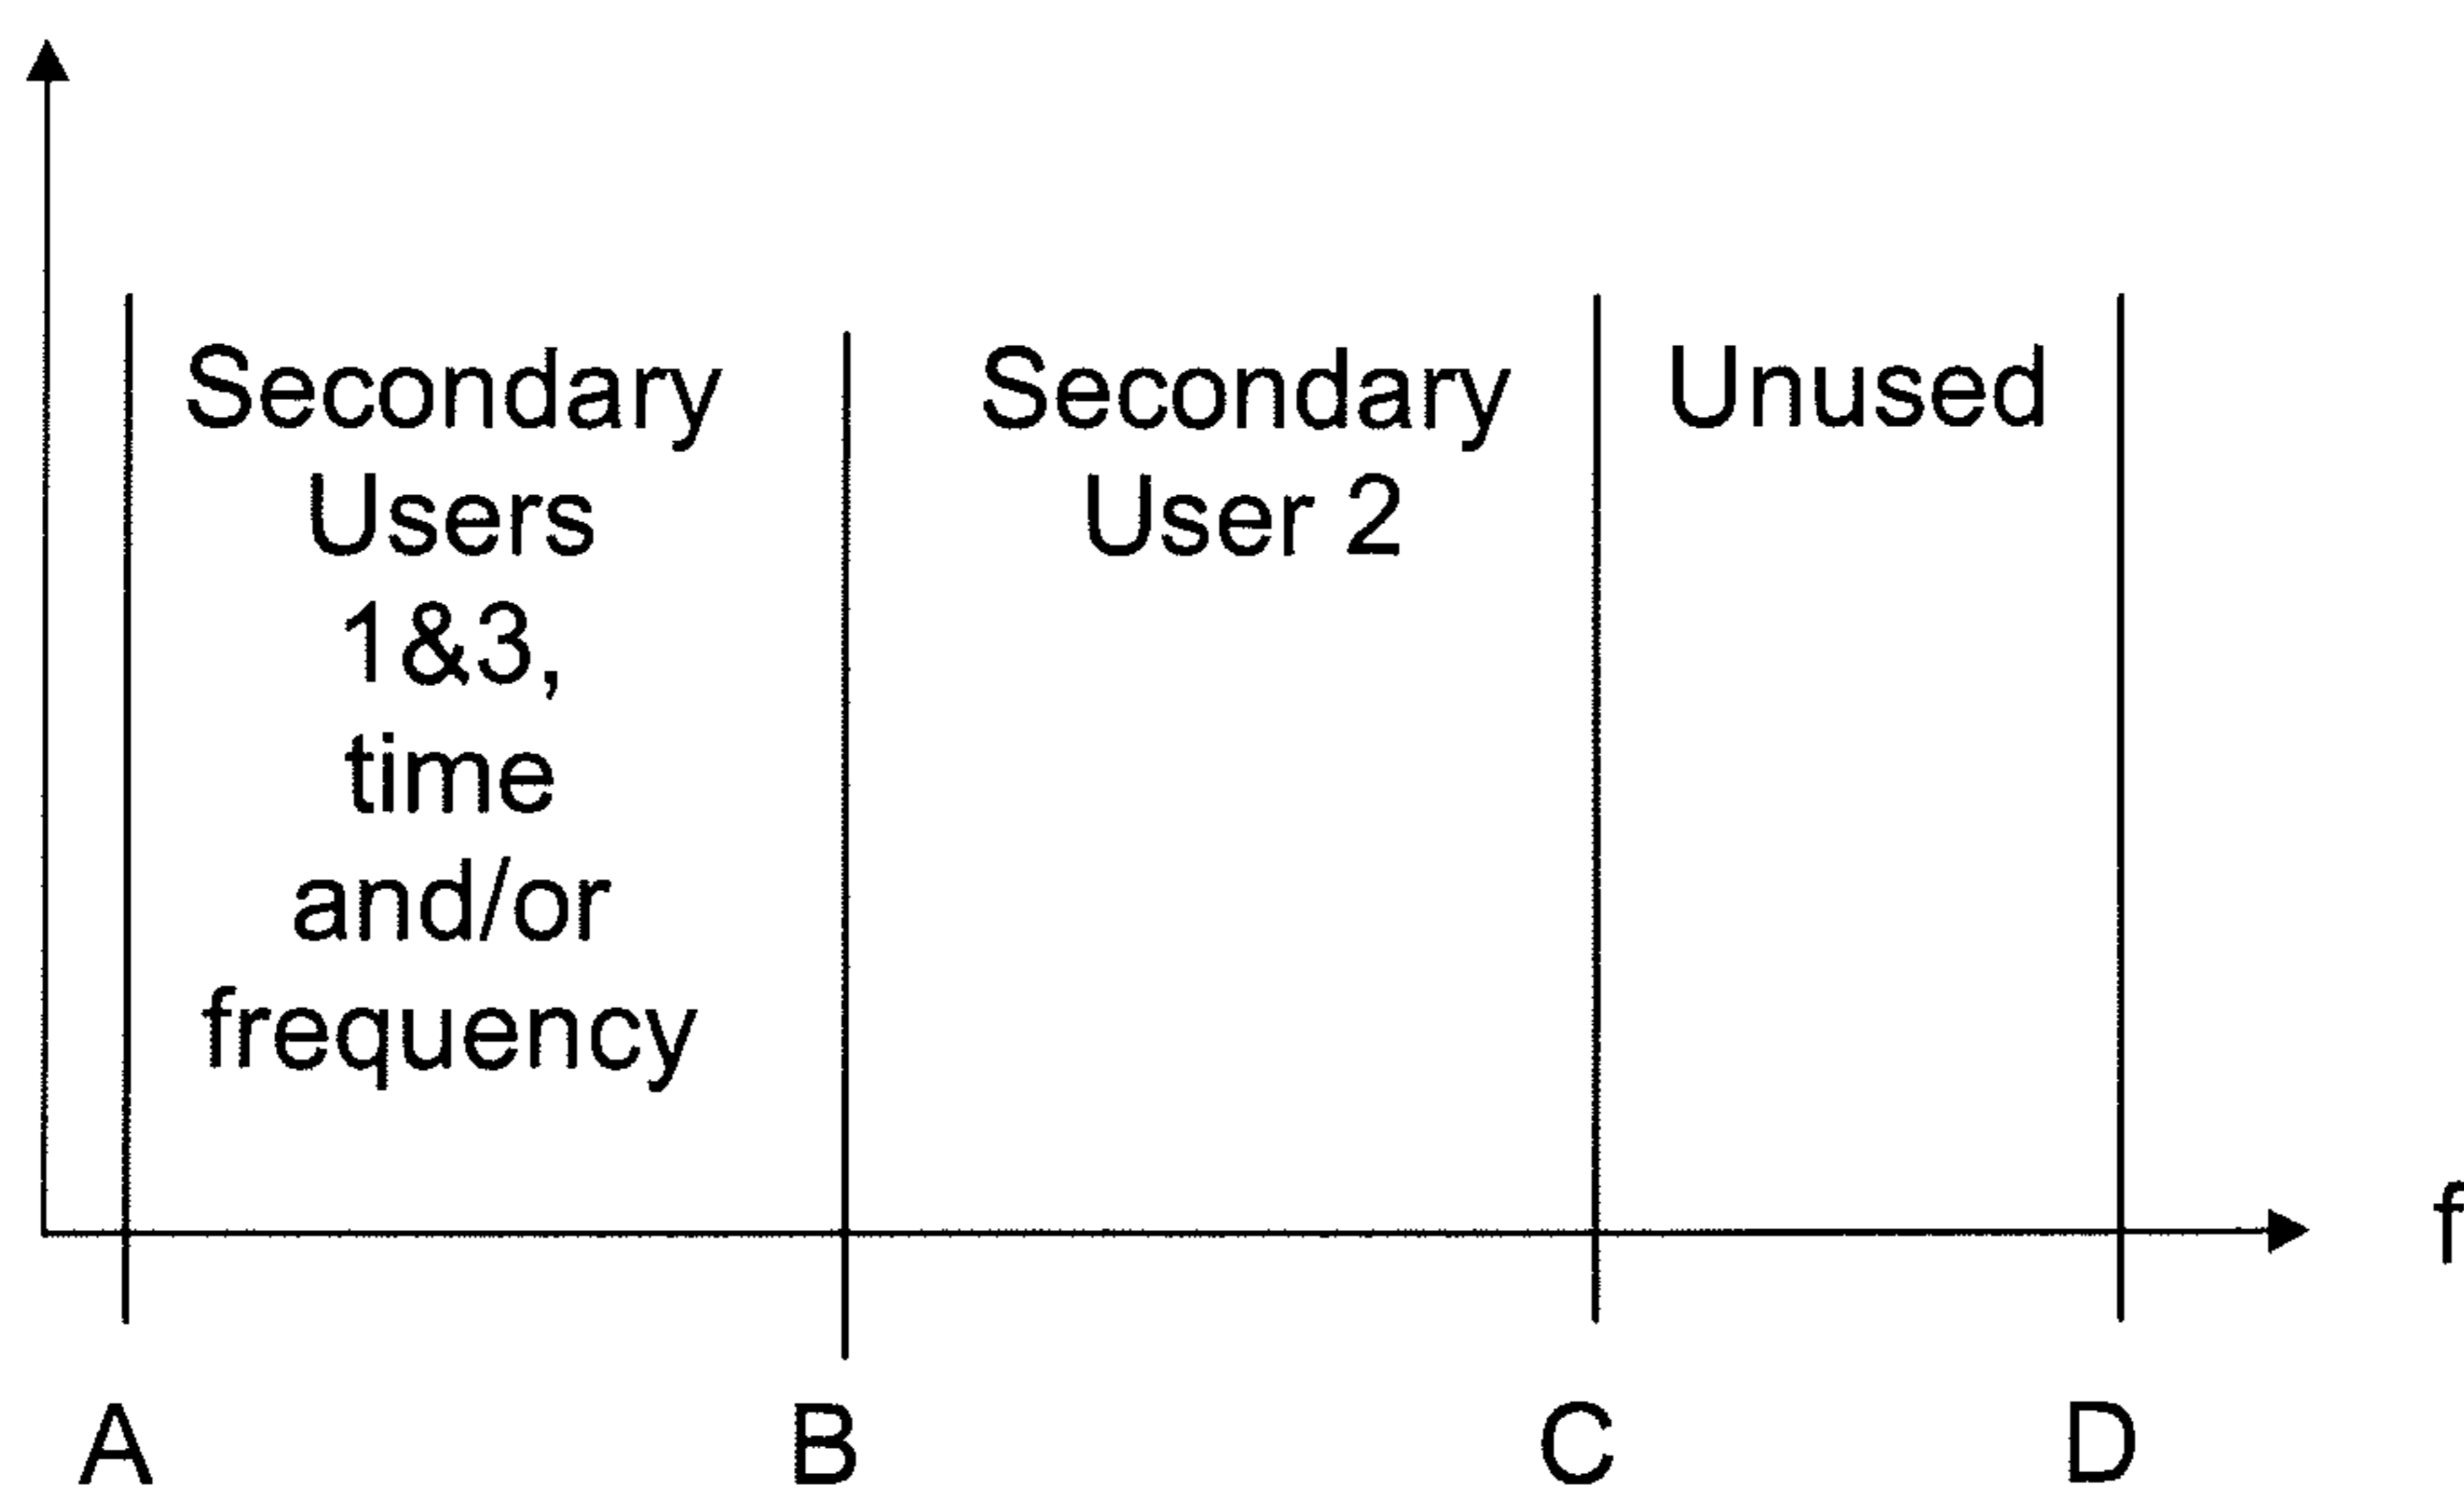 Secondary
Users
1&3,
time
and/or
frequency
Secondary
User 2
Unused
f
A
B
C
D